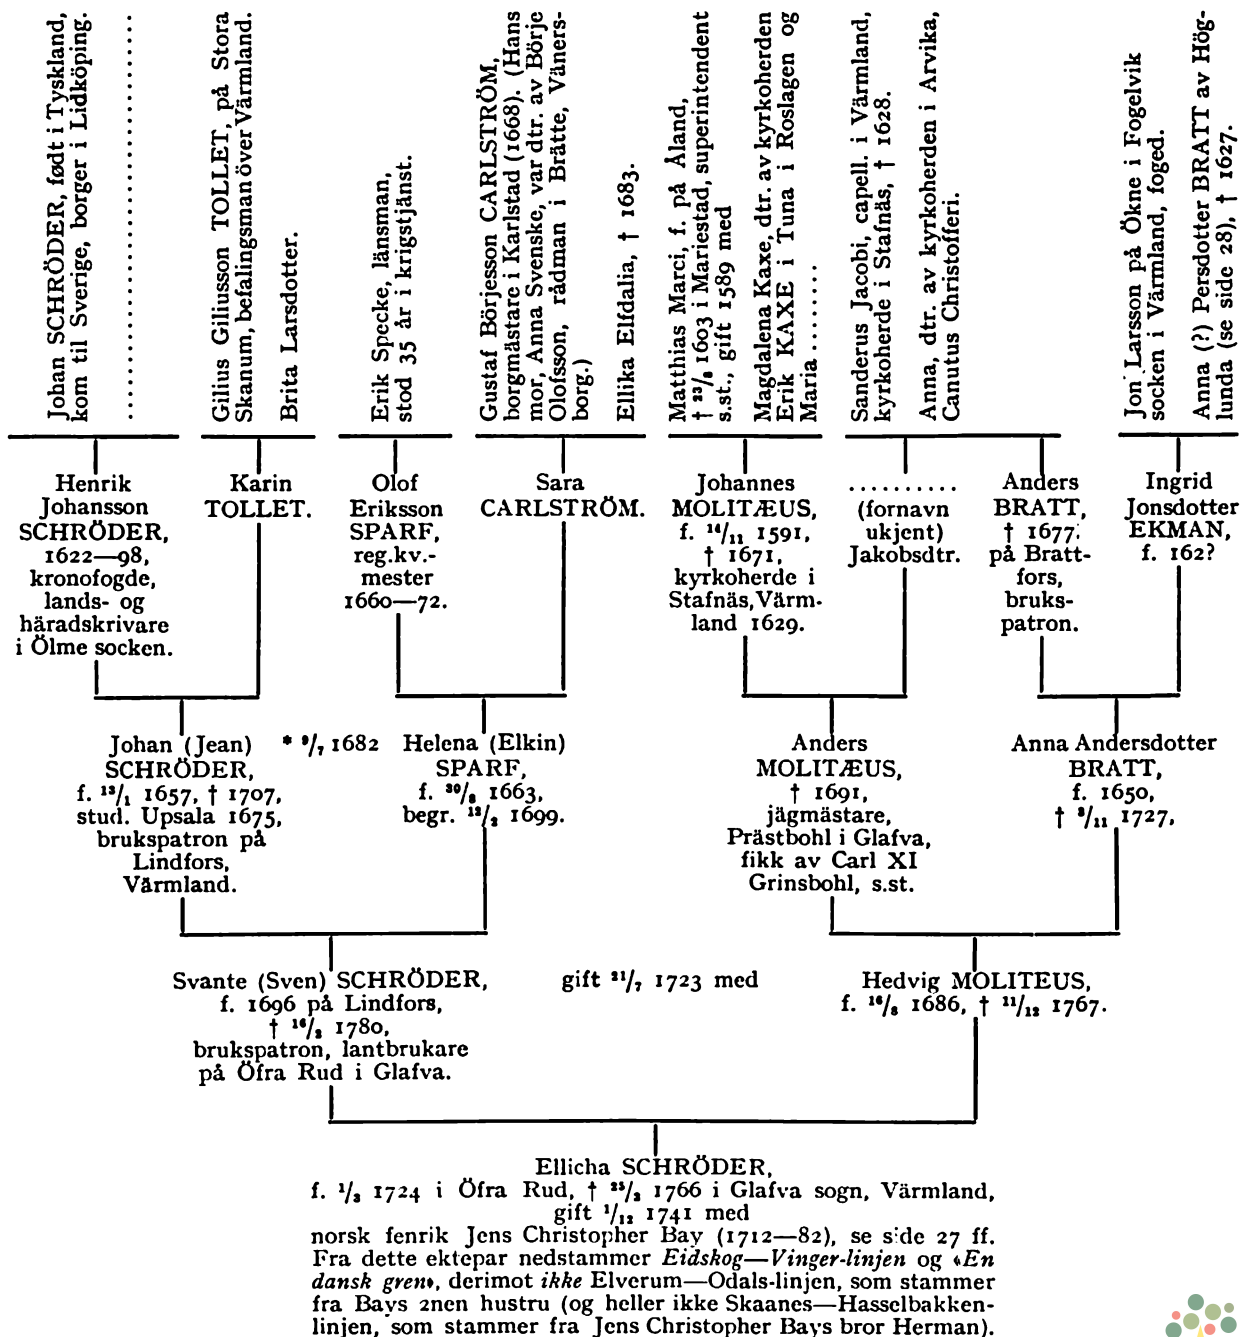 Johan SCHRÖDER, født i Tyskland,
kom til Sverige, borger i Lidköping.
. . . . . . . . . . . . . . . . . . . . . . . . . . . . . .
Gilius Giliusson TOLLET, på Stora
Skanum, befalingsman över Värmland.
Brita Larsdotter.
Erik Specke, länsman,
stod 35 år i krigstjänst.
Gustaf Börjesson CARLSTRÖM,
borgmästare i Karlstad (1668). (Hans
mor, Anna Svenske, var dtr. av Börje
Olofsson, rådman i Brätte, Väners-
borg.)
Ellika Elfdalia, † 1683.
Matthias Marci, f. på Åland,
† 23/8 1603 i Mariestad, superintendent
s.st., gift 1589 med
Magdalena Kaxe, dtr. av kyrkoherden
Erik KAXE i Tuna i Roslagen og
Maria . . . . . . . .
Sanderus Jacobi, capell. i Värmland,
kyrkoherde i Stafnäs, † 1628.
Anna, dtr. av kyrkoherden i Arvika,
Canutus Christofferi.
Jon Larsson på Ökne i Fogelvik
socken i Värmland, foged.
Anna (?) Persdotter BRATT av Hög-
lunda (se side 28), † 1627.
Henrik
Johansson
SCHRÖDER,
1622—98,
kronofogde,
lands- og
häradskrivare
i Ölme socken.
Karin
TOLLET.
Olof
Eriksson
SPARF,
reg.kv.-
mester
1660—72.
Sara
CARLSTRÖM.
Johannes
MOLITÆUS,
f. 14/11 1591,
† 1671,
kyrkoherde i
Stafnäs, Värm-
land 1629.
. . . . . . . . . .
(fornavn
ukjent)
Jakobsdtr.
Anders
BRATT,
† 1677.
på Bratt-
fors,
bruks-
patron.
Ingrid
Jonsdotter
EKMAN,
f. 162?
Johan (Jean)
SCHRÖDER,
f. 13/1 1657, † 1707,
stud. Upsala 1675,
brukspatron på
Lindfors,
Värmland.
* 9/7 1682
Helena (Elkin)
SPARF,
f. 30/8 1663,
begr. 12/2 1699.
Anders
MOLITÆUS,
† 1691,
jägmästare,
Prästbohl i Glafva,
fikk av Carl XI
Grinsbohl, s.st.
Anna Andersdotter
BRATT,
f. 1650,
† 3/11 1727,
Svante (Sven) SCHRÖDER,
f. 1696 på Lindfors,
† 16/2 1780,
brukspatron, lantbrukare
på Öfra Rud i Glafva.
gift 21/7 1723 med
Hedvig MOLITEUS,
f. 16/8 1686, † 11/12 1767.
Ellicha SCHRÖDER,
f. 1/3 1724 i Öfra Rud, † 25/2 1766 i Glafva sogn, Värmland,
gift 1/12 1741 med
norsk fenrik Jens Christopher Bay (1712—82), se side 27 ff.
Fra dette ektepar nedstammer Eidskog—Vinger-linjen og «En
dansk gren», derimot ikke Elverum—Odals-linjen, som stammer
fra Bays 2nen hustru (og heller ikke Skaanes—Hasselbakken-
linjen, som stammer fra Jens Christopher Bays bror Herman).